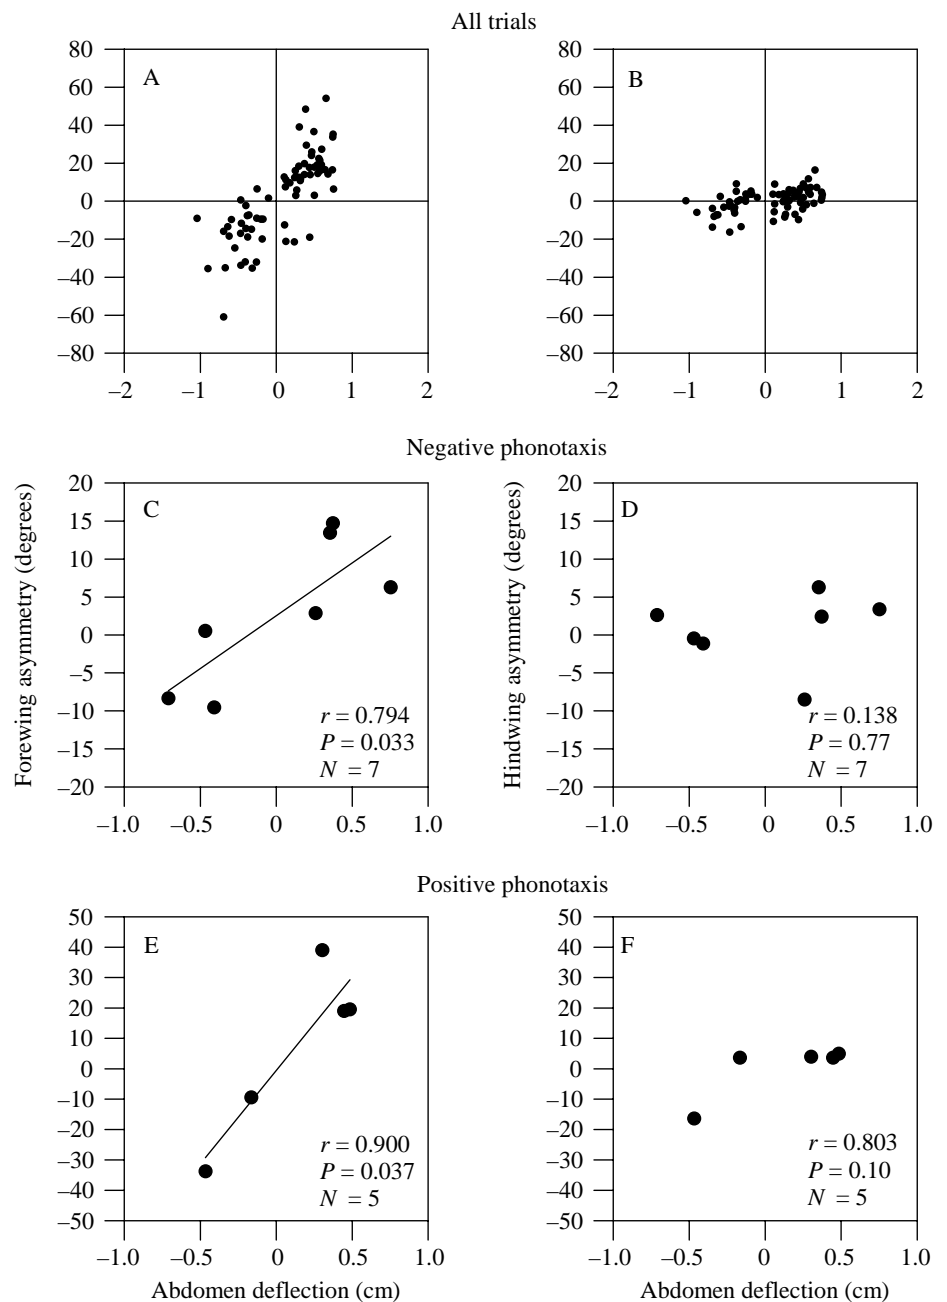 All trials
A
80
60
40
20
0
–20
–40
–60
–80
–2 –1 0 1 2
B
80
60
40
20
0
–20
–40
–60
–80
–2 –1 0 1 2
Negative phonotaxis
Forewing asymmetry (degrees)
C
20
15
10
5
0
–5
–10
–15
–20
r = 0.794
P = 0.033
N = 7
–1.0 –0.5 0 0.5 1.0
Hindwing asymmetry (degrees)
D
20
15
10
5
0
–5
–10
–15
–20
r = 0.138
P = 0.77
N = 7
–1.0 –0.5 0 0.5 1.0
Positive phonotaxis
E
50
40
30
20
10
0
–10
–20
–30
–40
–50
r = 0.900
P = 0.037
N = 5
–1.0 –0.5 0 0.5 1.0
Abdomen deflection (cm)
F
50
40
30
20
10
0
–10
–20
–30
–40
–50
r = 0.803
P = 0.10
N = 5
–1.0 –0.5 0 0.5 1.0
Abdomen deflection (cm)